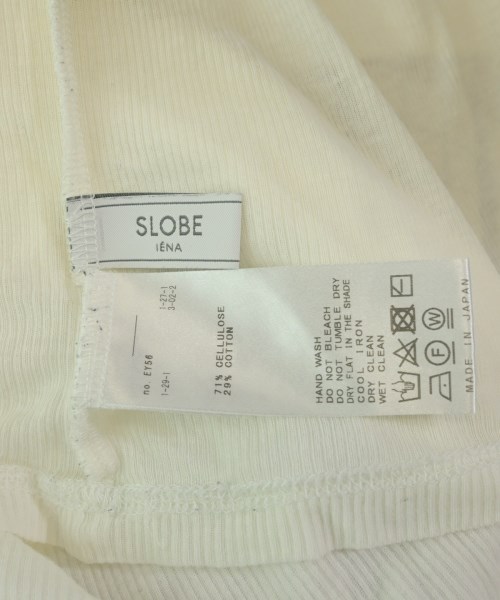 SLOBE
IÉNA
no. EY56
1-27-1
3-02-2
1-29-1
71% CELLULOSE
29% COTTON
HAND WASH
DO NOT BLEACH
DO NOT TUMBLE DRY
DRY FLAT IN THE SHADE
COOL IRON
DRY CLEAN
WET CLEAN
F
W
MADE IN JAPAN